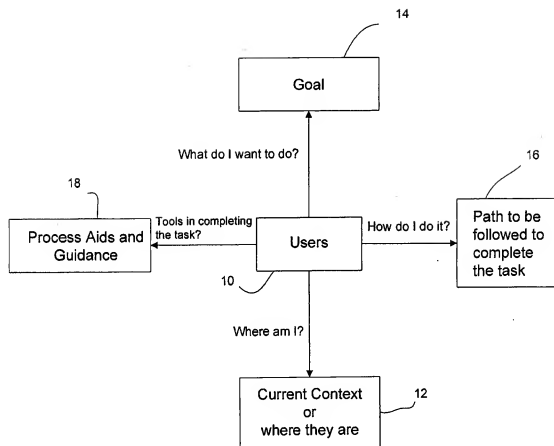 14
Goal
What do I want to do?
16
18
Tools in completing
the task?
How do I do it?
Process Aids and
Guidance
Users
Path to be
followed to
complete
the task
10
Where am I?
Current Context
or
where they are
12